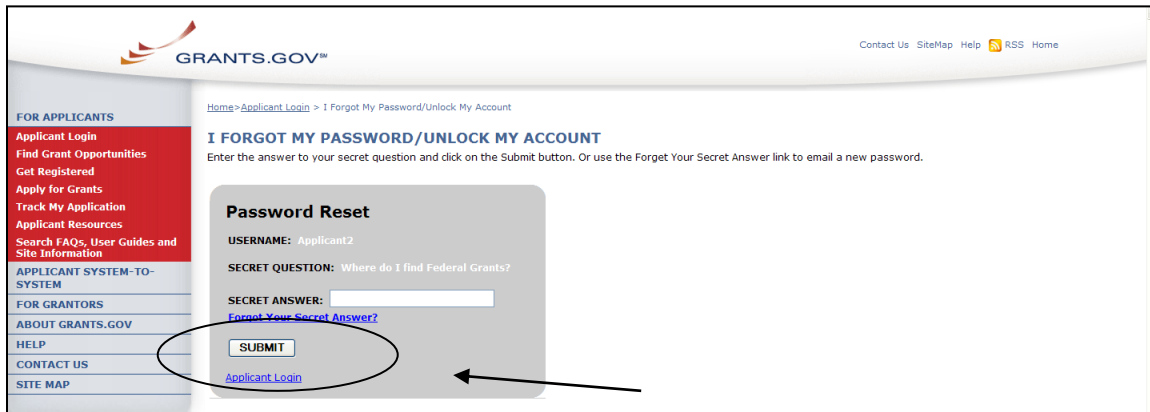 GRANTS.GOV℠
Contact Us SiteMap Help RSS Home
Home>Applicant Login > I Forgot My Password/Unlock My Account
I FORGOT MY PASSWORD/UNLOCK MY ACCOUNT
Enter the answer to your secret question and click on the Submit button. Or use the Forget Your Secret Answer link to email a new password.
FOR APPLICANTS
Applicant Login
Find Grant Opportunities
Get Registered
Apply for Grants
Track My Application
Applicant Resources
Search FAQs, User Guides and
Site Information
APPLICANT SYSTEM-TO-
SYSTEM
FOR GRANTORS
ABOUT GRANTS.GOV
HELP
CONTACT US
SITE MAP
Password Reset
USERNAME: Applicant2
SECRET QUESTION: Where do I find Federal Grants?
SECRET ANSWER:
Forgot Your Secret Answer?
SUBMIT
Applicant Login